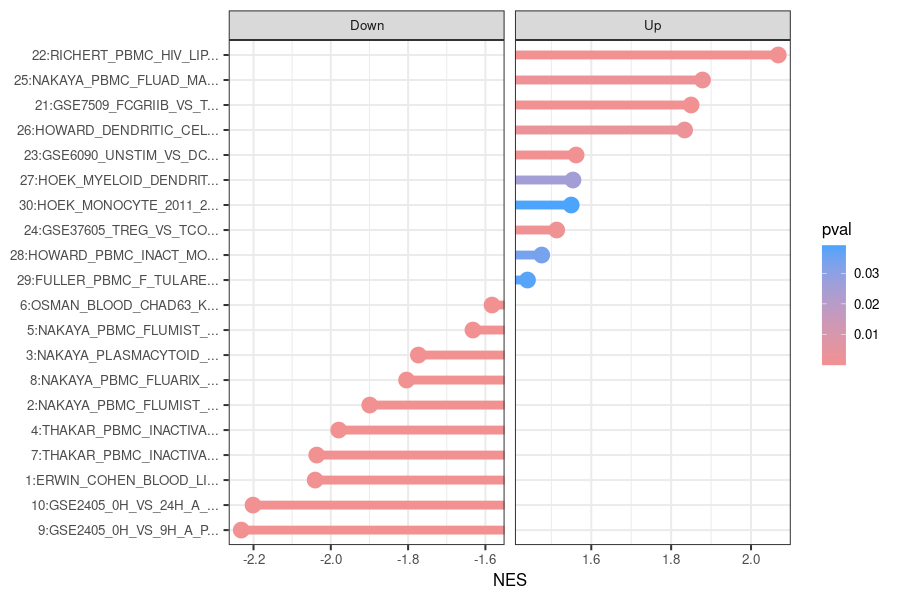 Down
Up
22:RICHERT_PBMC_HIV_LIP...
25:NAKAYA_PBMC_FLUAD_MA...
21:GSE7509_FCGRIIB_VS_T...
26:HOWARD_DENDRITIC_CEL...
23:GSE6090_UNSTIM_VS_DC...
27:HOEK_MYELOID_DENDRIT...
30:HOEK_MONOCYTE_2011_2...
24:GSE37605_TREG_VS_TCO...
28:HOWARD_PBMC_INACT_MO...
29:FULLER_PBMC_F_TULARE...
6:OSMAN_BLOOD_CHAD63_K...
5:NAKAYA_PBMC_FLUMIST_...
3:NAKAYA_PLASMACYTOID_...
8:NAKAYA_PBMC_FLUARIX_...
2:NAKAYA_PBMC_FLUMIST_...
4:THAKAR_PBMC_INACTIVA...
7:THAKAR_PBMC_INACTIVA...
1:ERWIN_COHEN_BLOOD_LI...
10:GSE2405_0H_VS_24H_A_...
9:GSE2405_0H_VS_9H_A_P...
-2.2 -2.0 -1.8 -1.6 1.6 1.8 2.0
NES
pval
0.03
0.02
0.01